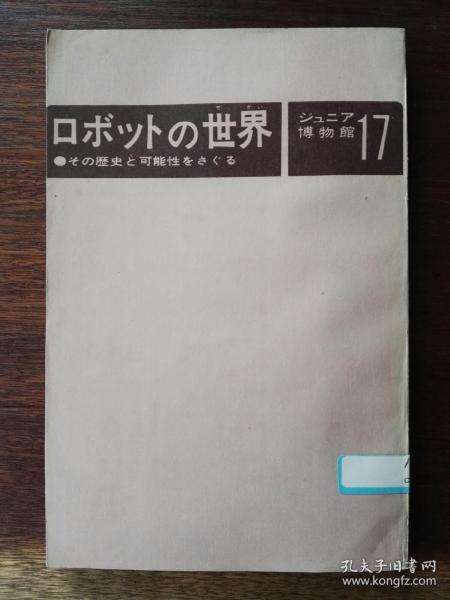 せかい
ロボットの世界
●その歴史と可能性をさぐる
ジュニア
博物館
17
孔夫子旧书网
www.kongfz.com